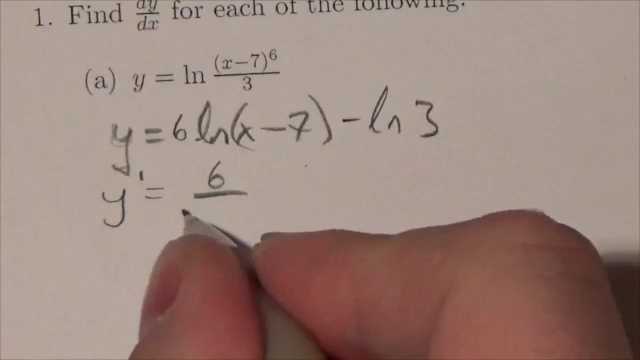 1. Find dy/dx for each of the following.
(a) y = ln (x−7)^6/3
y = 6 ln(x − 7) − ln 3
y' = 6